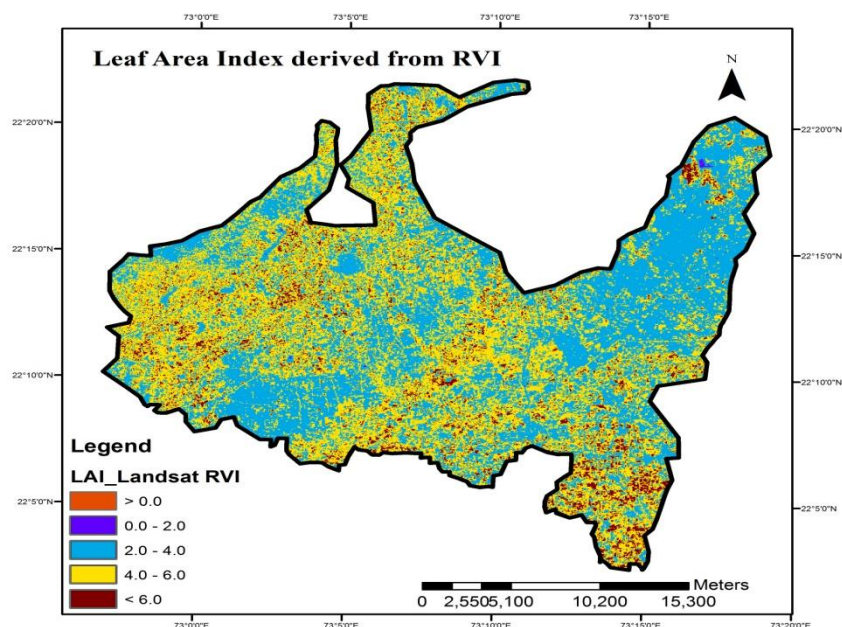 73°0'0"E 73°5'0"E 73°10'0"E 73°15'0"E
Leaf Area Index derived from RVI
N
22°20'0"N 22°20'0"N
22°15'0"N 22°15'0"N
22°10'0"N 22°10'0"N
Legend
LAI_Landsat RVI
22°5'0"N 22°5'0"N
> 0.0
0.0 - 2.0
2.0 - 4.0
4.0 - 6.0
< 6.0
Meters
0 2,5505,100 10,200 15,300
73°0'0"E 73°5'0"E 73°10'0"E 73°15'0"E 73°20'0"E